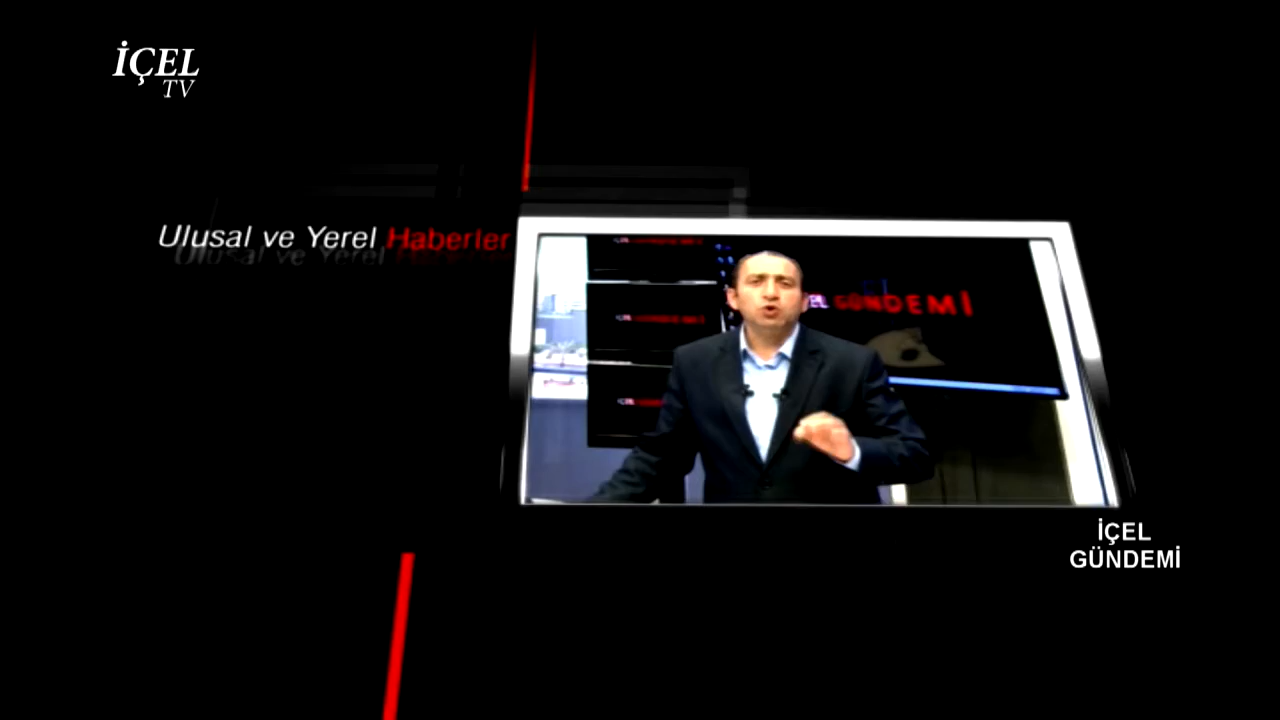 İÇEL
TV
Ulusal ve Yerel Haberler
GÜNDEMİ
İÇEL
GÜNDEMİ